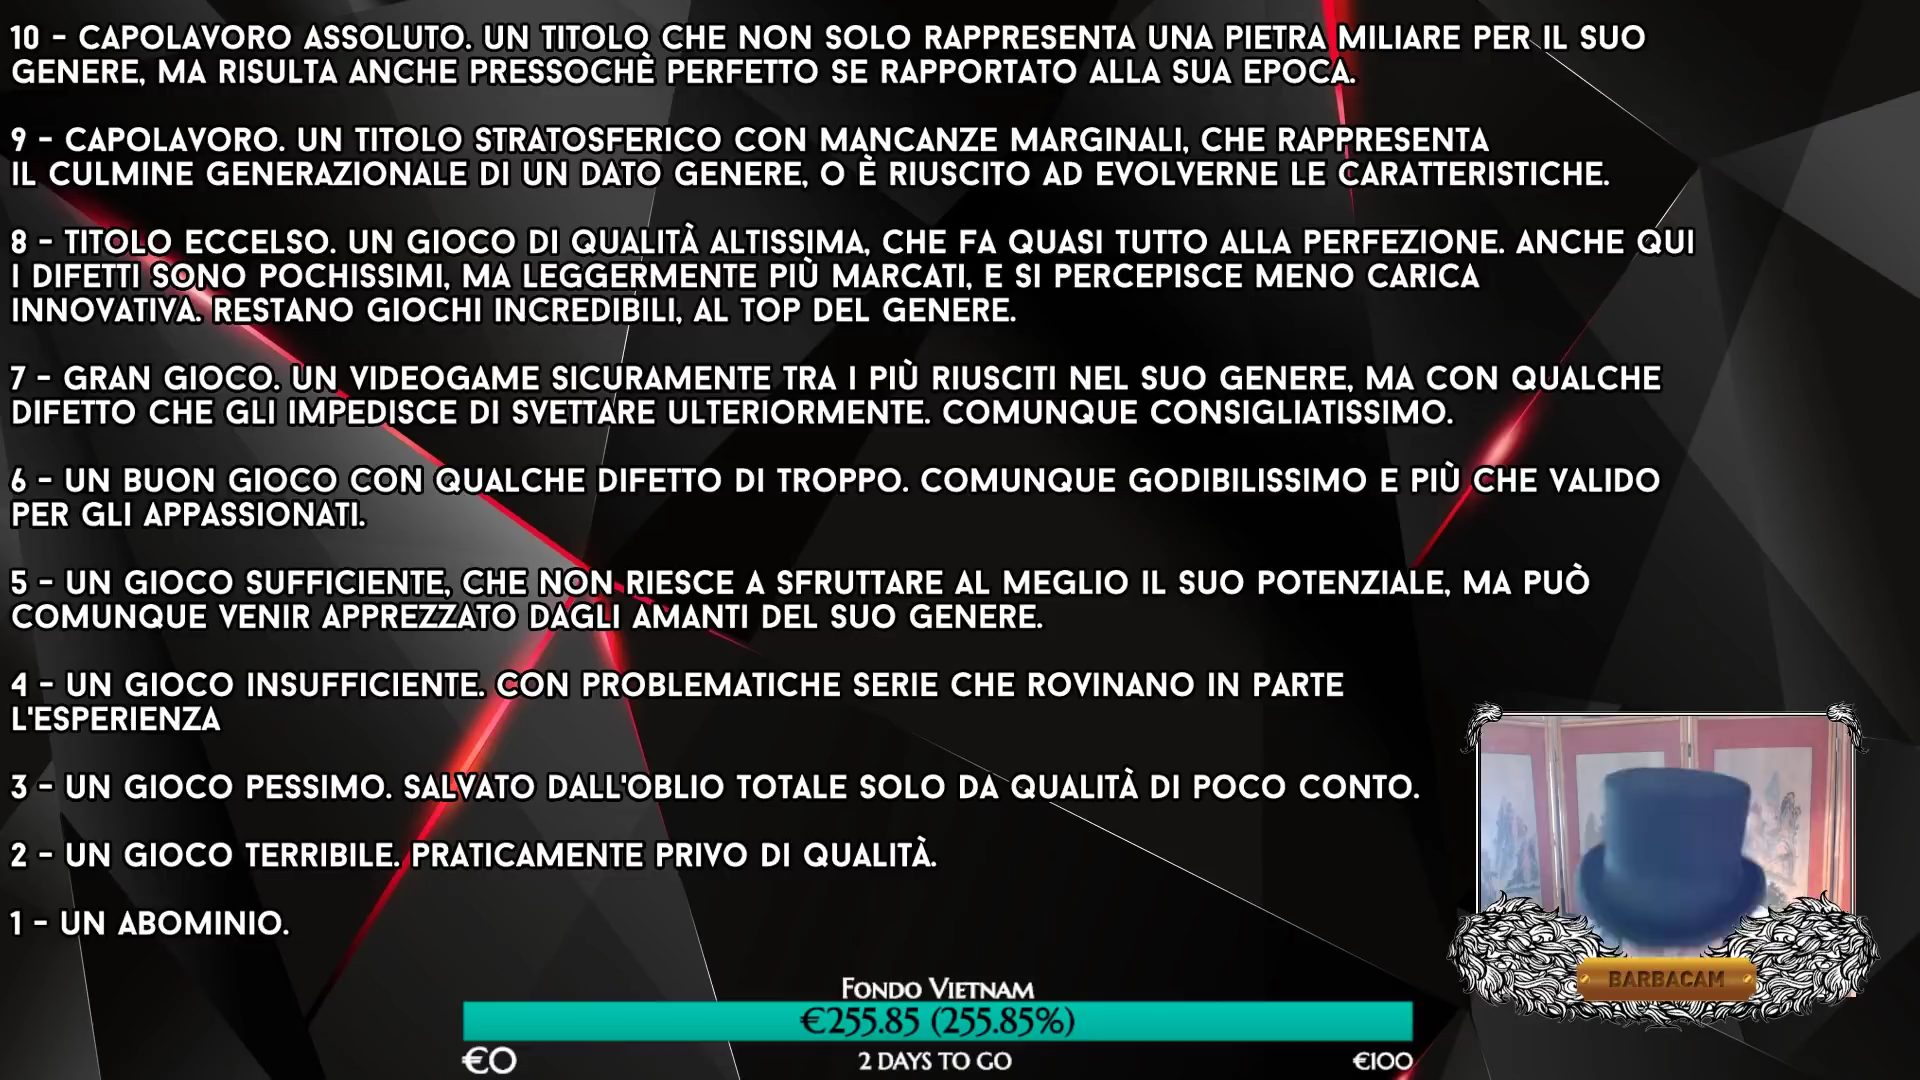 10 - CAPOLAVORO ASSOLUTO. UN TITOLO CHE NON SOLO RAPPRESENTA UNA PIETRA MILIARE PER IL SUO
GENERE, MA RISULTA ANCHE PRESSOCHÈ PERFETTO SE RAPPORTATO ALLA SUA EPOCA.
9 - CAPOLAVORO. UN TITOLO STRATOSFERICO CON MANCANZE MARGINALI, CHE RAPPRESENTA
IL CULMINE GENERAZIONALE DI UN DATO GENERE, O È RIUSCITO AD EVOLVERNE LE CARATTERISTICHE.
8 - TITOLO ECCELSO. UN GIOCO DI QUALITÀ ALTISSIMA, CHE FA QUASI TUTTO ALLA PERFEZIONE. ANCHE QUI
I DIFETTI SONO POCHISSIMI, MA LEGGERMENTE PIÙ MARCATI, E SI PERCEPISCE MENO CARICA
INNOVATIVA. RESTANO GIOCHI INCREDIBILI, AL TOP DEL GENERE.
7 - GRAN GIOCO. UN VIDEOGAME SICURAMENTE TRA I PIÙ RIUSCITI NEL SUO GENERE, MA CON QUALCHE
DIFETTO CHE GLI IMPEDISCE DI SVETTARE ULTERIORMENTE. COMUNQUE CONSIGLIATISSIMO.
6 - UN BUON GIOCO CON QUALCHE DIFETTO DI TROPPO. COMUNQUE GODIBILISSIMO E PIÙ CHE VALIDO
PER GLI APPASSIONATI.
5 - UN GIOCO SUFFICIENTE, CHE NON RIESCE A SFRUTTARE AL MEGLIO IL SUO POTENZIALE, MA PUÒ
COMUNQUE VENIR APPREZZATO DAGLI AMANTI DEL SUO GENERE.
4 - UN GIOCO INSUFFICIENTE. CON PROBLEMATICHE SERIE CHE ROVINANO IN PARTE
L'ESPERIENZA
3 - UN GIOCO PESSIMO. SALVATO DALL'OBLIO TOTALE SOLO DA QUALITÀ DI POCO CONTO.
2 - UN GIOCO TERRIBILE. PRATICAMENTE PRIVO DI QUALITÀ.
1 - UN ABOMINIO.
BARBACAM
FONDO VIETNAM
€255.85 (255.85%)
€0 2 DAYS TO GO €100